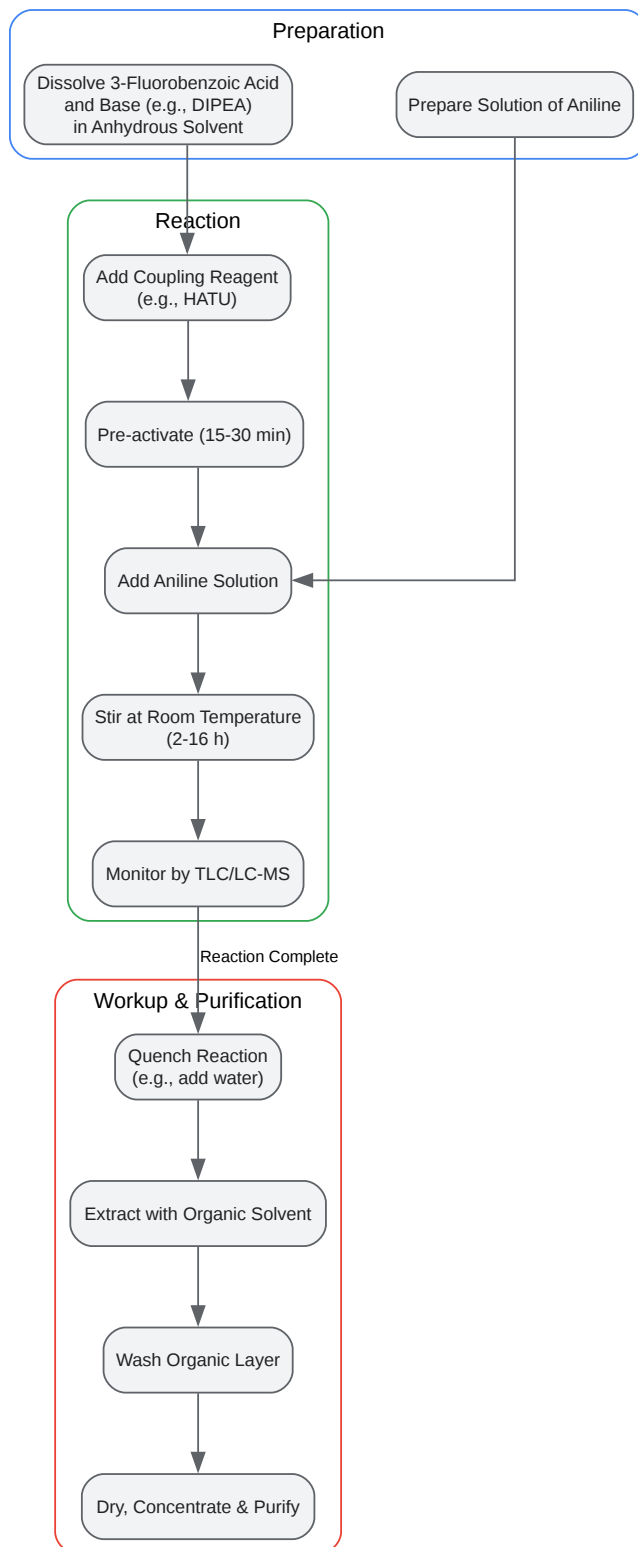 Preparation
Dissolve 3-Fluorobenzoic Acid
and Base (e.g., DIPEA)
in Anhydrous Solvent
Prepare Solution of Aniline
Reaction
Add Coupling Reagent
(e.g., HATU)
Pre-activate (15-30 min)
Add Aniline Solution
Stir at Room Temperature
(2-16 h)
Monitor by TLC/LC-MS
Reaction Complete
Workup & Purification
Quench Reaction
(e.g., add water)
Extract with Organic Solvent
Wash Organic Layer
Dry, Concentrate & Purify